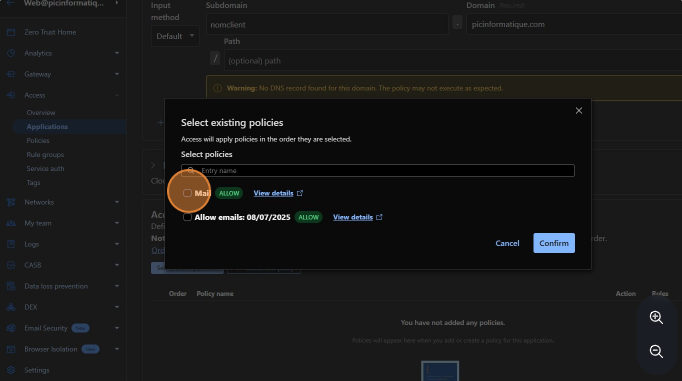 Web@picinformatiq...
Zero Trust Home
Analytics
Gateway
Access
Overview
Applications
Policies
Rule groups
Service auth
Tags
Networks
My team
Logs
CASB
Data loss prevention
DEX
Email Security
Browser Isolation
Settings
Input method
Default
Subdomain
nomclient
.
Domain
picinformatique.com
Path
/
(optional) path
Warning: No DNS record found for this domain. The policy may not execute as expected.
Select existing policies
Access will apply policies in the order they are selected.
Select policies
Entry name
Mail ALLOW View details
Allow emails: 08/07/2025 ALLOW View details
Cancel
Confirm
Order
Policy name
Action
Rules
You have not added any policies.
Policies will appear here when you add or create a policy for this application.